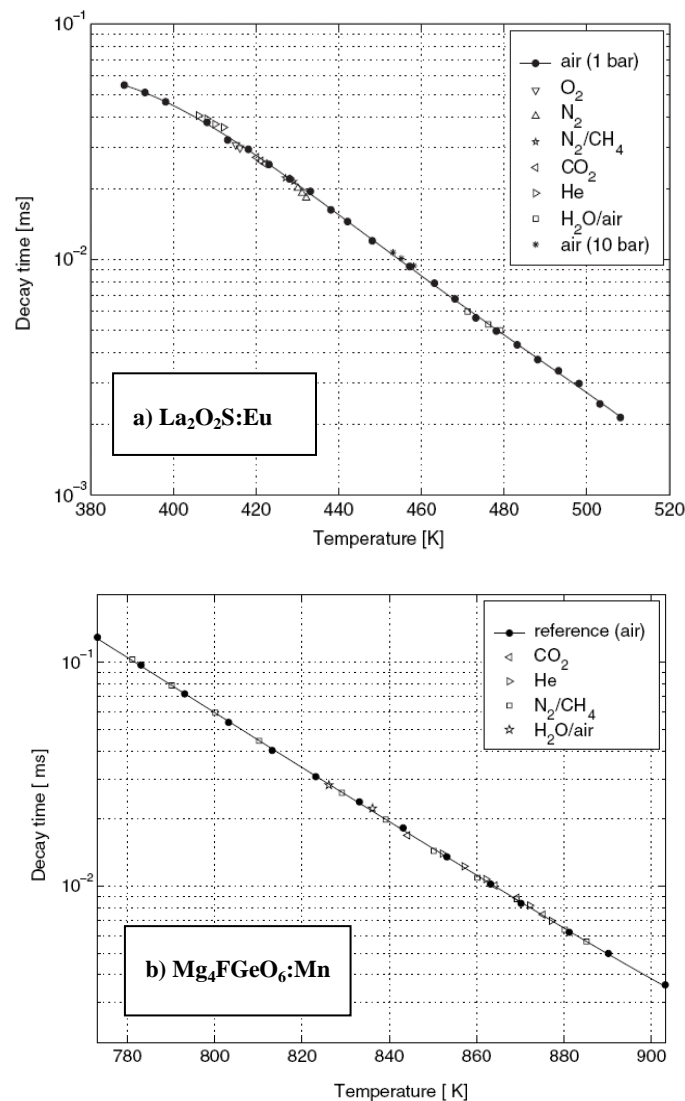 10⁻¹
10⁻²
10⁻³
Decay time [ms]
air (1 bar)
O₂
N₂
N₂/CH₄
CO₂
He
H₂O/air
air (10 bar)
a) La₂O₂S:Eu
380 400 420 440 460 480 500 520
Temperature [K]
10⁻¹
10⁻²
Decay time [ ms]
reference (air)
CO₂
He
N₂/CH₄
H₂O/air
b) Mg₄FGeO₆:Mn
780 800 820 840 860 880 900
Temperature [ K]